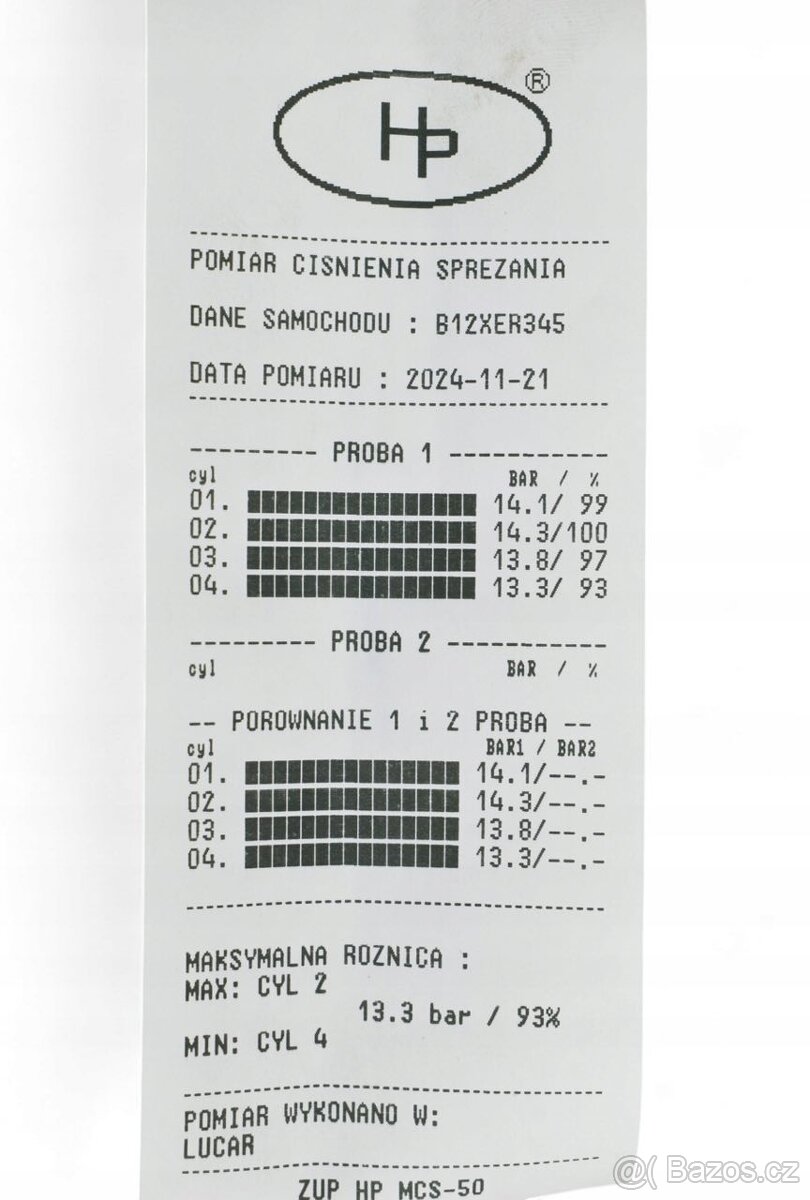 HP ®
POMIAR CISNIENIA SPREZANIA
DANE SAMOCHODU : B12XER345
DATA POMIARU : 2024-11-21
--------- PROBA 1 -----------
cyl BAR / %
01. 14.1/ 99
02. 14.3/100
03. 13.8/ 97
04. 13.3/ 93
--------- PROBA 2 -----------
cyl BAR / %
-- POROWNANIE 1 i 2 PROBA --
cyl BAR1 / BAR2
01. 14.1/--.-
02. 14.3/--.-
03. 13.8/--.-
04. 13.3/--.-
MAKSYMALNA ROZNICA :
MAX: CYL 2
13.3 bar / 93%
MIN: CYL 4
POMIAR WYKONANO W:
LUCAR
ZUP HP MCS-50
@( Bazos.cz